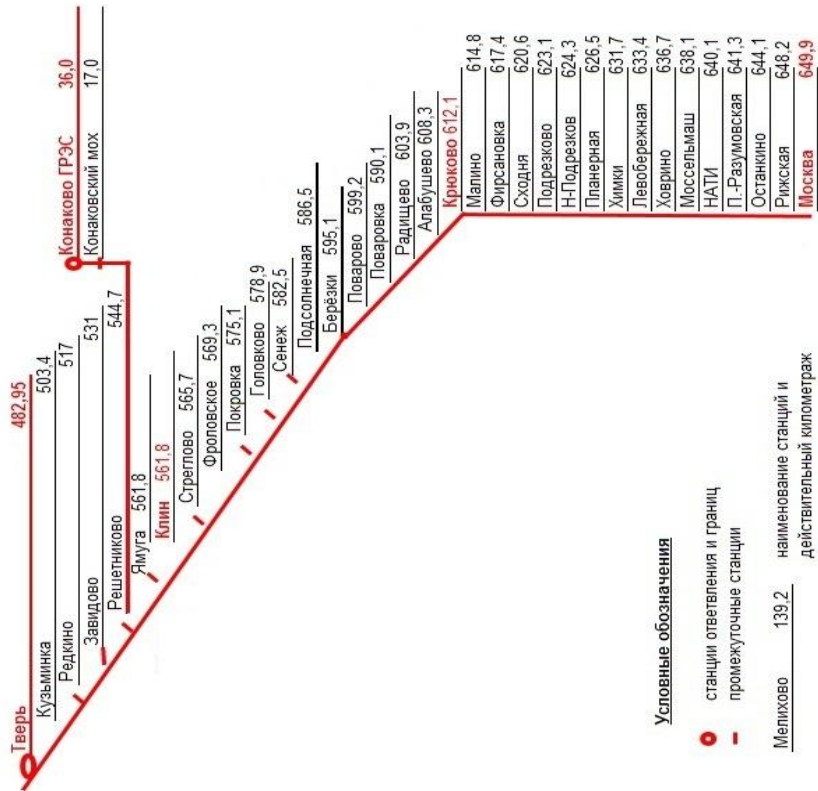 Тверь 482,95
Кузьминка 503,4
Редкино 517
Завидово 531
Решетниково 544,7
Конаково ГРЭС 36,0
Конаковский мох 17,0
Ямуга 561,8
Клин 561,8
Стреглово 565,7
Фроловское 569,3
Покровка 575,1
Головково 578,9
Сенеж 582,5
Подсолнечная 586,5
Берёзки 595,1
Поварово 599,2
Поваровка 590,1
Радищево 603,9
Алабушево 608,3
Крюково 612,1
Малино 614,8
Фирсановка 617,4
Сходня 620,6
Подрезково 623,1
Н-Подрезков 624,3
Планерная 626,5
Химки 631,7
Левобережная 633,4
Ховрино 636,7
Моссельмаш 638,1
НАТИ 640,1
П.-Разумовская 641,3
Останкино 644,1
Рижская 648,2
Москва 649,9
Условные обозначения
станции ответвления и границ
промежуточные станции
Мелихово 139,2
наименование станций и
действительный километраж